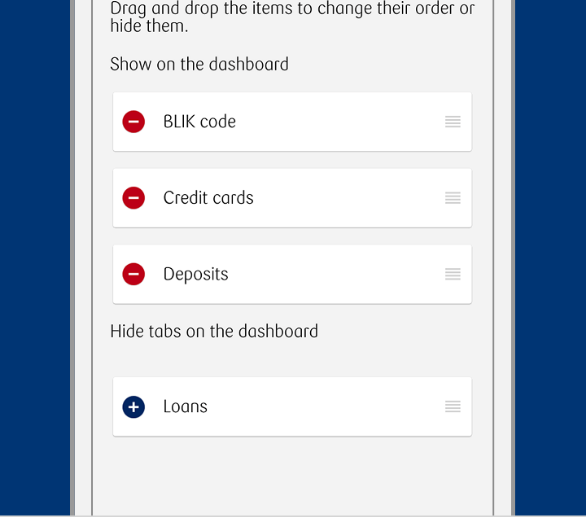 Drag and drop the items to change their order or
hide them.
Show on the dashboard
BLIK code
Credit cards
Deposits
Hide tabs on the dashboard
Loans